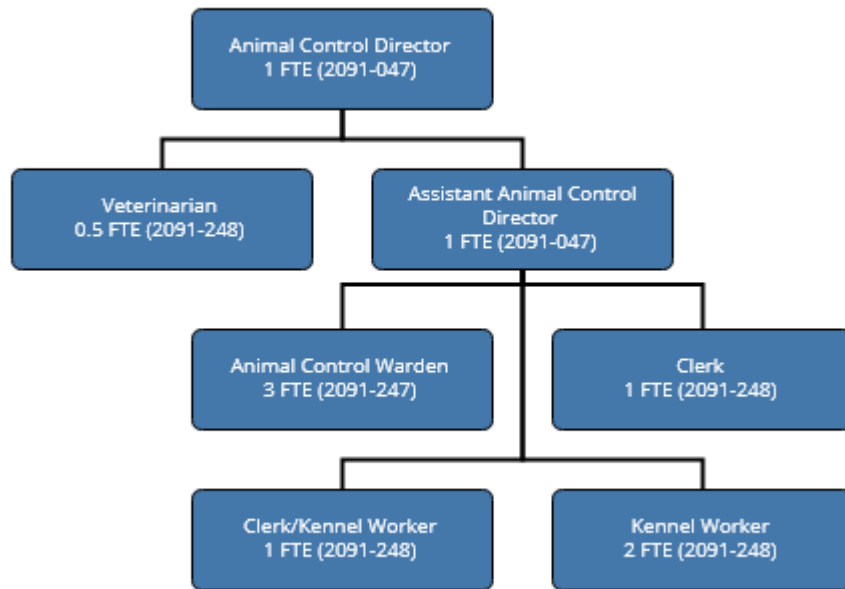 Animal Control Director
1 FTE (2091-047)
Veterinarian
0.5 FTE (2091-248)
Assistant Animal Control
Director
1 FTE (2091-047)
Animal Control Warden
3 FTE (2091-247)
Clerk
1 FTE (2091-248)
Clerk/Kennel Worker
1 FTE (2091-248)
Kennel Worker
2 FTE (2091-248)